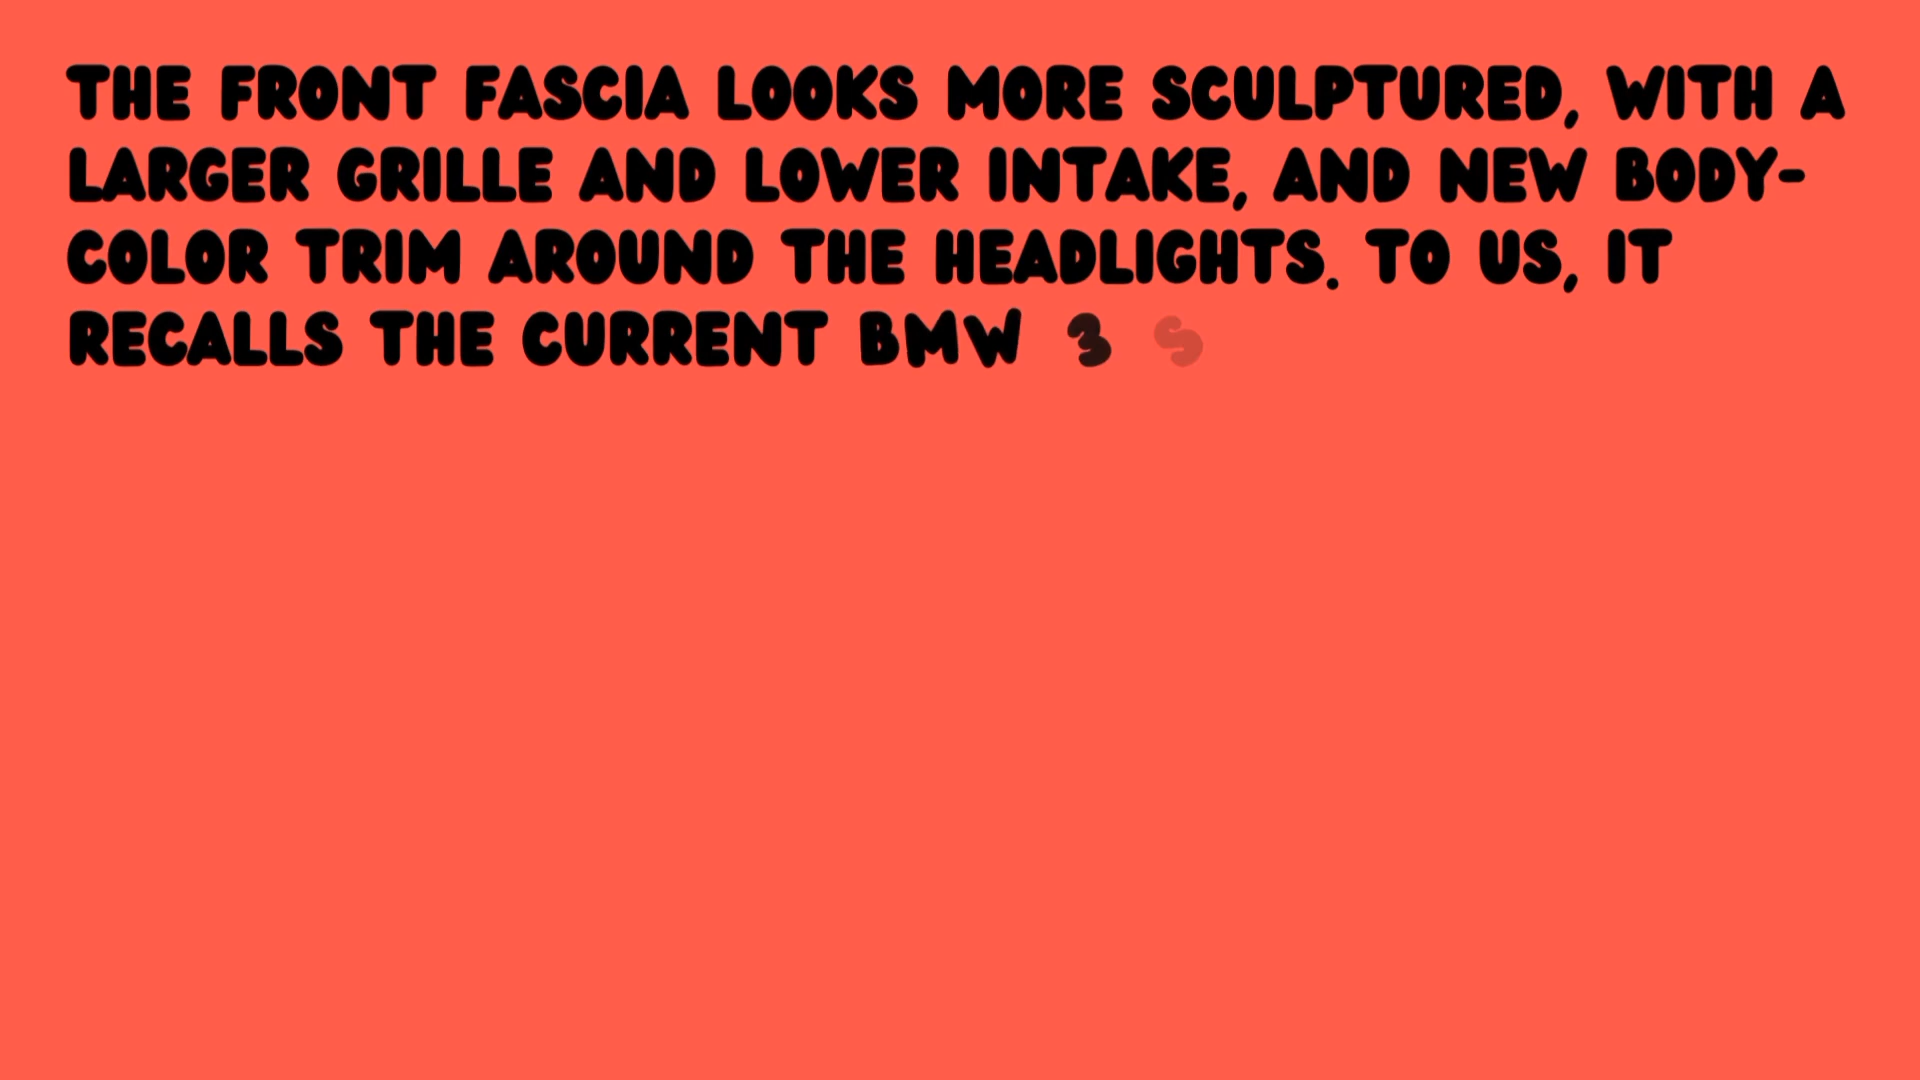 THE FRONT FASCIA LOOKS MORE SCULPTURED, WITH A
LARGER GRILLE AND LOWER INTAKE, AND NEW BODY-
COLOR TRIM AROUND THE HEADLIGHTS. TO US, IT
RECALLS THE CURRENT BMW 3 S